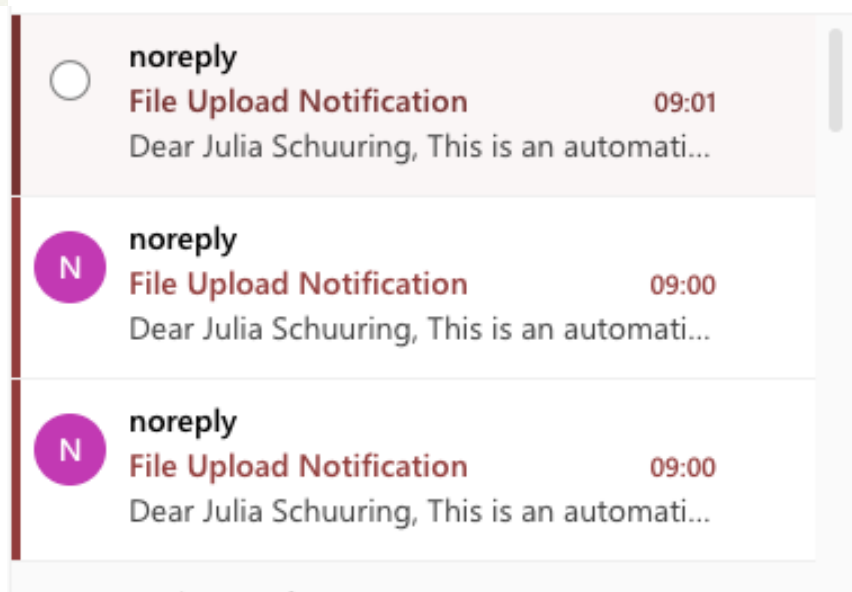 noreply
File Upload Notification 09:01
Dear Julia Schuuring, This is an automati...
N
noreply
File Upload Notification 09:00
Dear Julia Schuuring, This is an automati...
N
noreply
File Upload Notification 09:00
Dear Julia Schuuring, This is an automati...